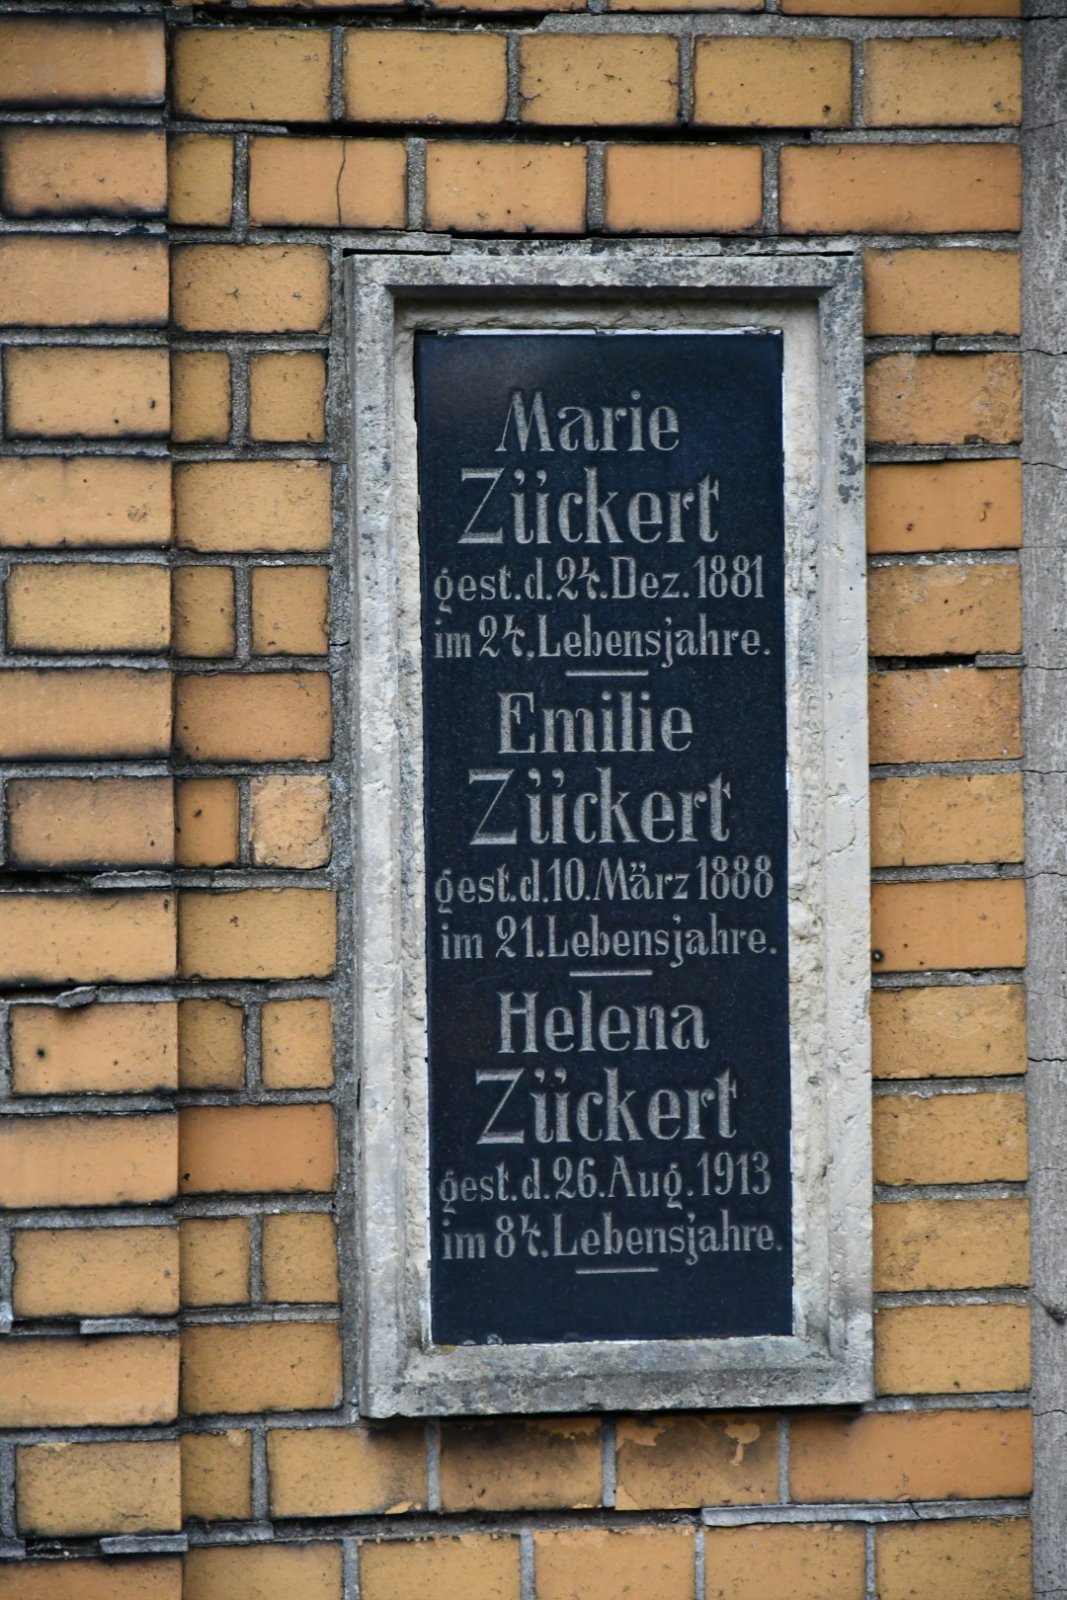 Marie
Zückert
gest. d. 24. Dez. 1881
im 24. Lebensjahre.
Emilie
Zückert
gest. d. 10. März 1888
im 21. Lebensjahre.
Helena
Zückert
gest. d. 26. Aug. 1913
im 84. Lebensjahre.